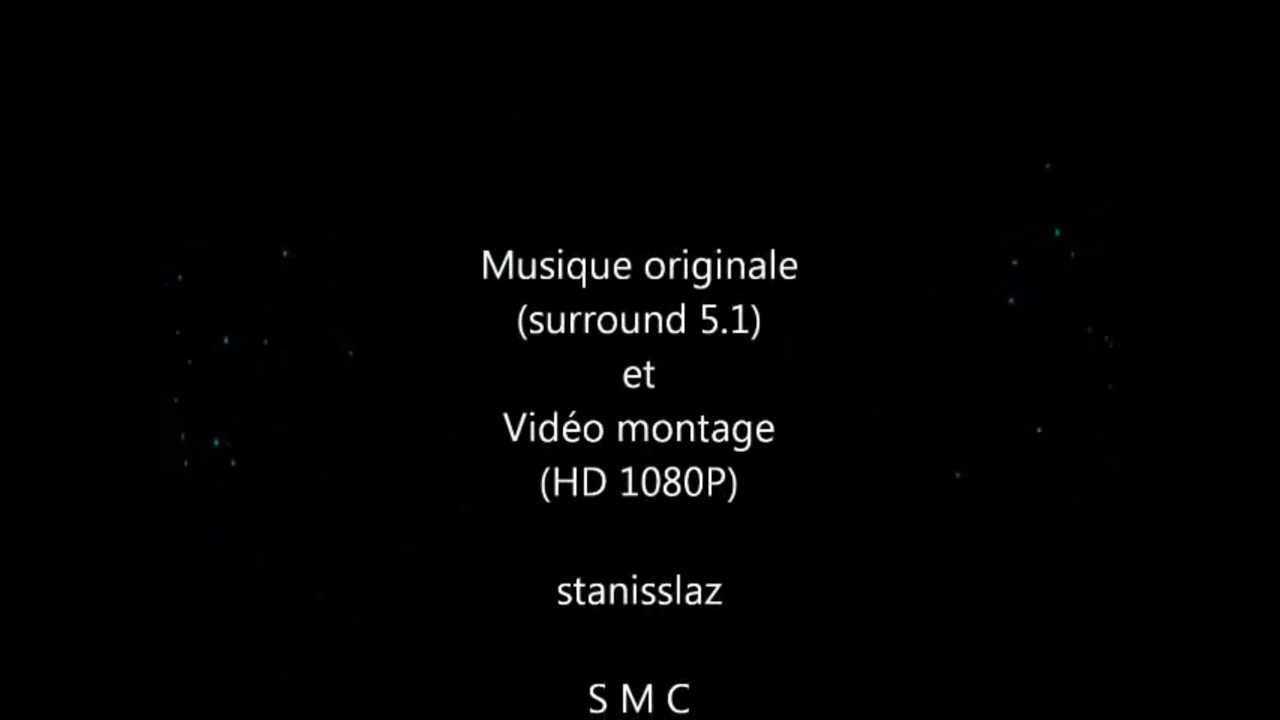 Musique originale
(surround 5.1)
et
Vidéo montage
(HD 1080P)
stanisslaz
S M C